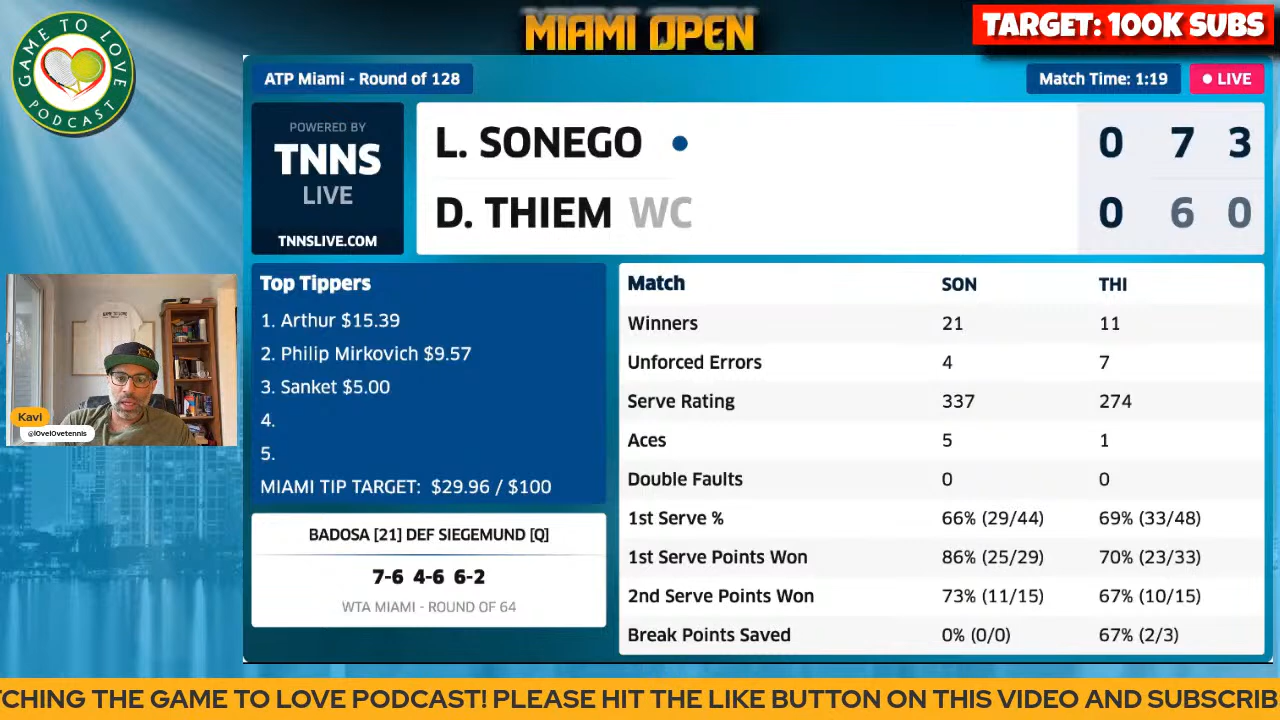 GAME TO LOVE
PODCAST
MIAMI OPEN
TARGET: 100K SUBS
ATP Miami - Round of 128
Match Time: 1:19
LIVE
POWERED BY
TNNS
LIVE
TNNSLIVE.COM
L. SONEGO 0 7 3
D. THIEM WC 0 6 0
Top Tippers
1. Arthur $15.39
2. Philip Mirkovich $9.57
3. Sanket $5.00
4.
5.
MIAMI TIP TARGET: $29.96 / $100
BADOSA [21] DEF SIEGEMUND [Q]
7-6 4-6 6-2
WTA MIAMI - ROUND OF 64
Match SON THI
Winners 21 11
Unforced Errors 4 7
Serve Rating 337 274
Aces 5 1
Double Faults 0 0
1st Serve % 66% (29/44) 69% (33/48)
1st Serve Points Won 86% (25/29) 70% (23/33)
2nd Serve Points Won 73% (11/15) 67% (10/15)
Break Points Saved 0% (0/0) 67% (2/3)
Kavi
@l0vel0vetennis
TCHING THE GAME TO LOVE PODCAST! PLEASE HIT THE LIKE BUTTON ON THIS VIDEO AND SUBSCRIB